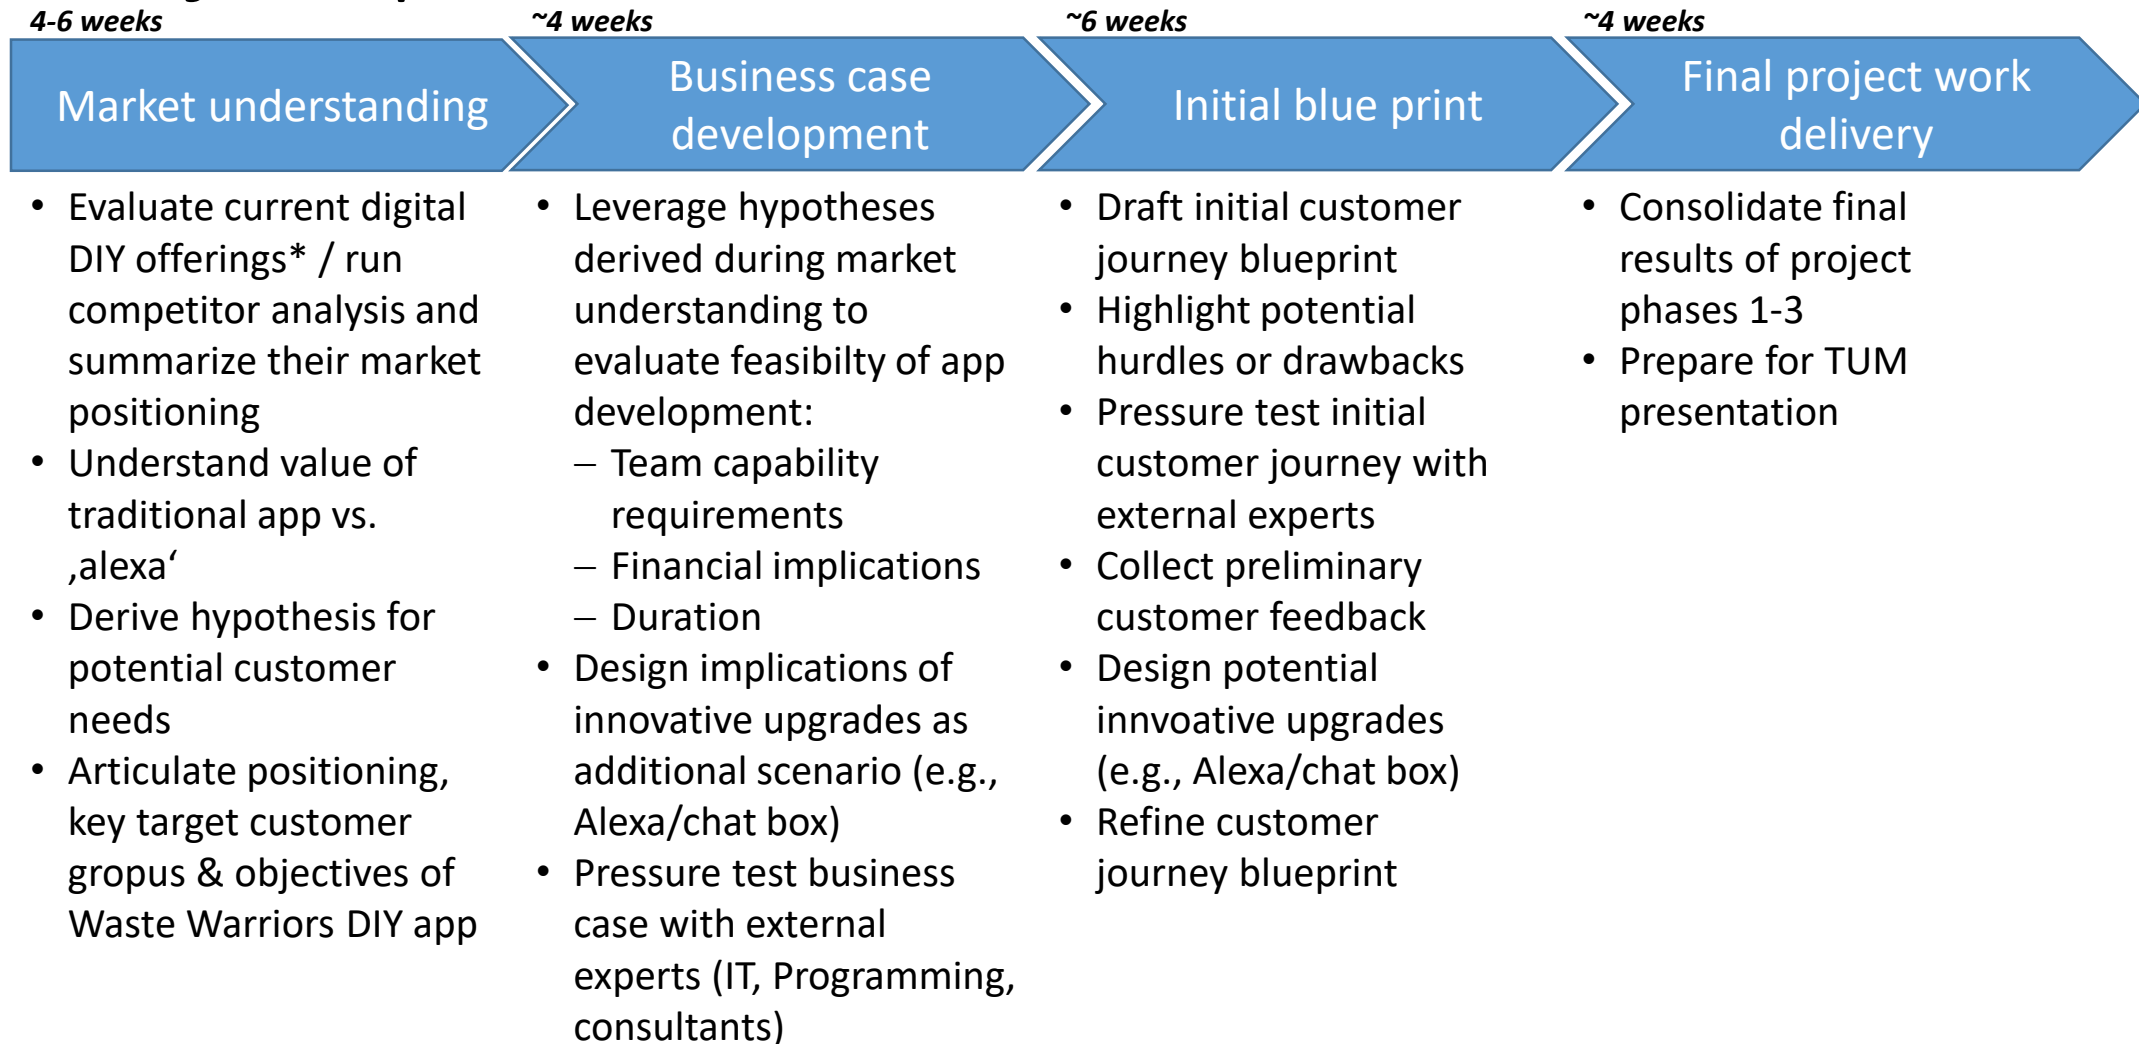 4-6 weeks
~4 weeks
~6 weeks
~4 weeks
Market understanding
Business case
development
Initial blue print
Final project work
delivery
• Evaluate current digital
DIY offerings* / run
competitor analysis and
summarize their market
positioning
• Understand value of
traditional app vs.
‚alexa‘
• Derive hypothesis for
potential customer
needs
• Articulate positioning,
key target customer
gropus & objectives of
Waste Warriors DIY app
• Leverage hypotheses
derived during market
understanding to
evaluate feasibilty of app
development:
– Team capability
requirements
– Financial implications
– Duration
• Design implications of
innovative upgrades as
additional scenario (e.g.,
Alexa/chat box)
• Pressure test business
case with external
experts (IT, Programming,
consultants)
• Draft initial customer
journey blueprint
• Highlight potential
hurdles or drawbacks
• Pressure test initial
customer journey with
external experts
• Collect preliminary
customer feedback
• Design potential
innvoative upgrades
(e.g., Alexa/chat box)
• Refine customer
journey blueprint
• Consolidate final
results of project
phases 1-3
• Prepare for TUM
presentation